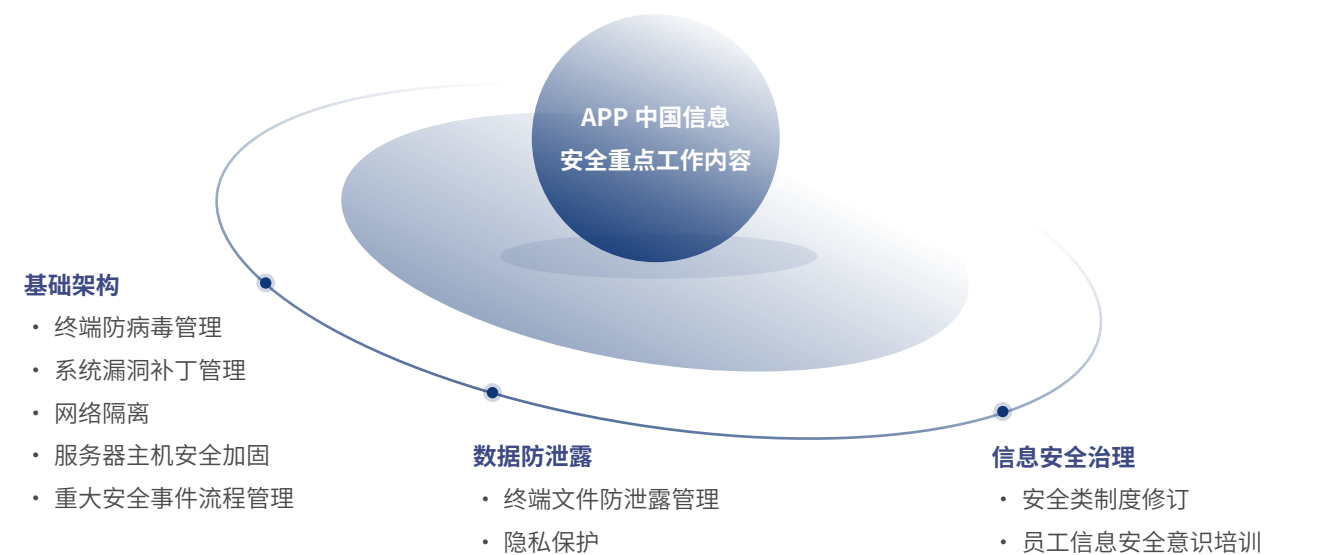 APP 中国信息
安全重点工作内容
基础架构
• 终端防病毒管理
• 系统漏洞补丁管理
• 网络隔离
• 服务器主机安全加固
• 重大安全事件流程管理
数据防泄露
• 终端文件防泄露管理
• 隐私保护
信息安全治理
• 安全类制度修订
• 员工信息安全意识培训